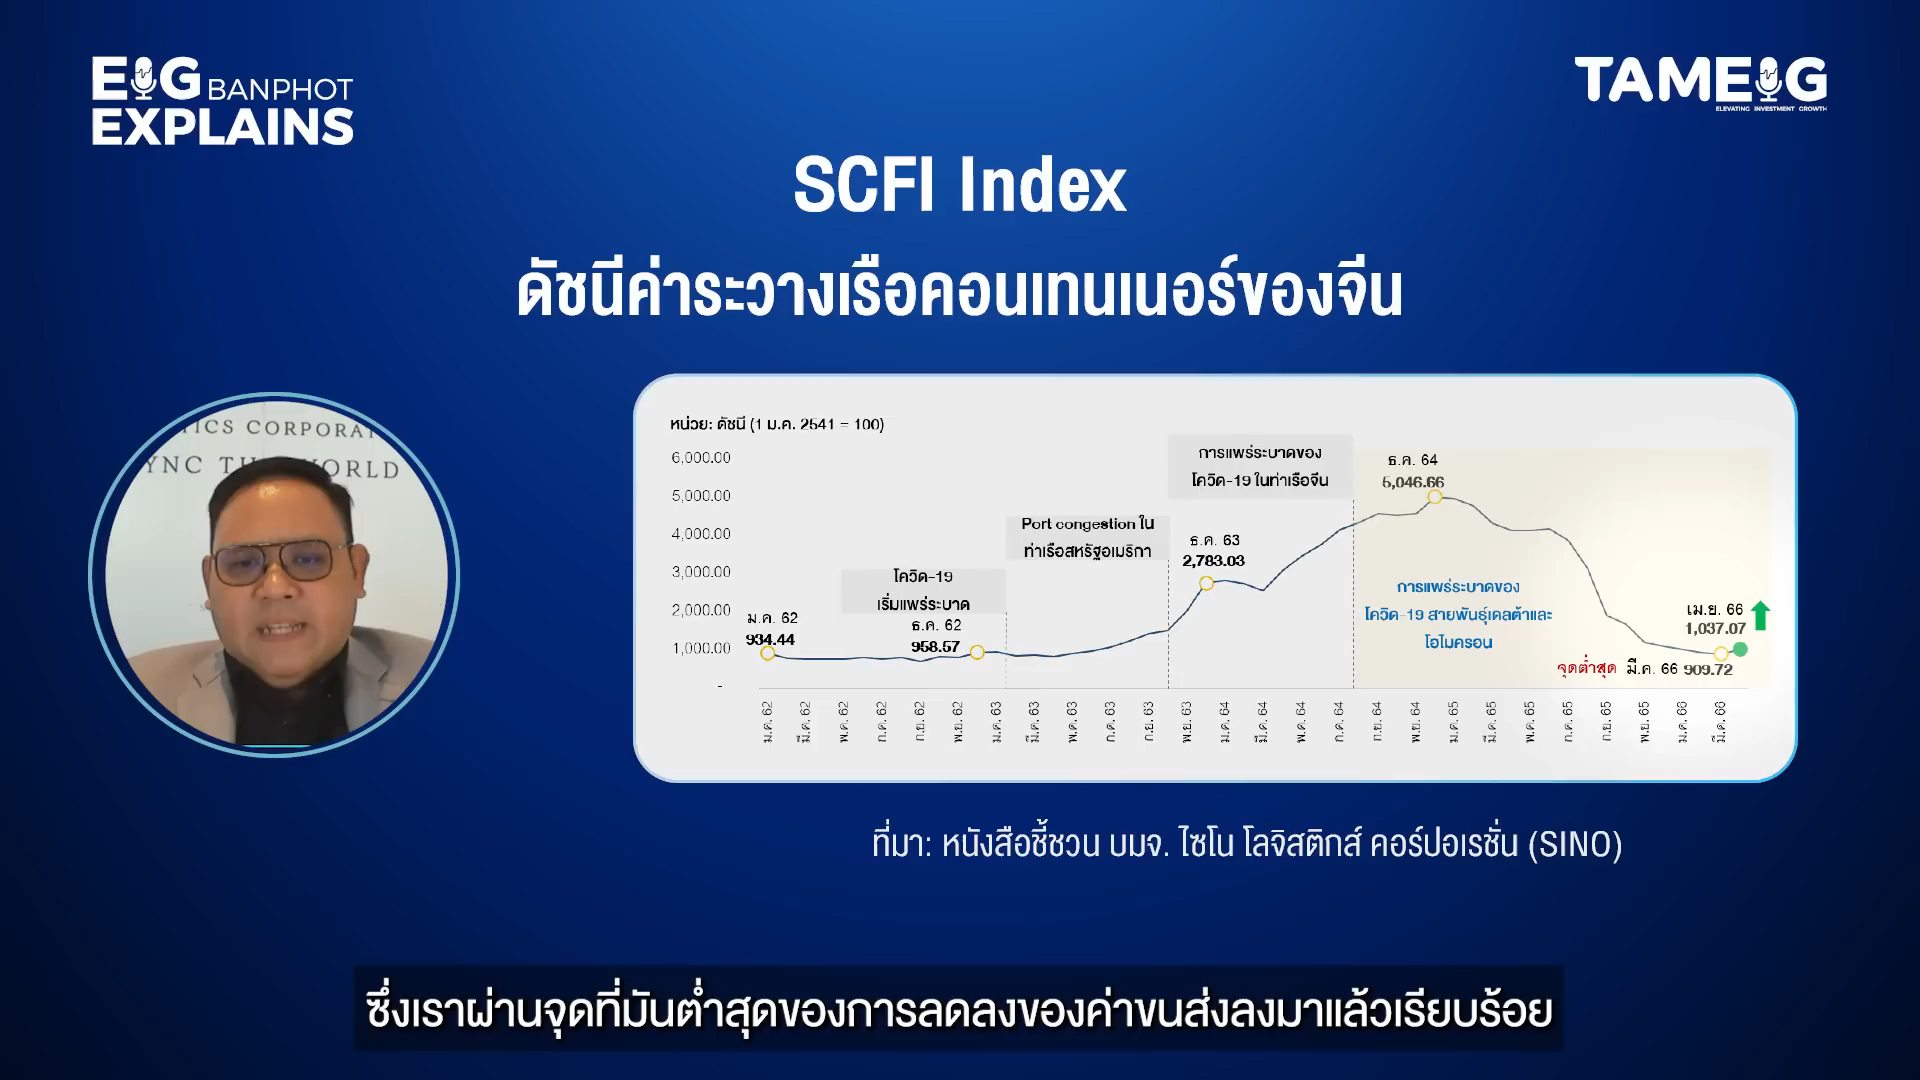 EIG BANPHOT
EXPLAINS
TAMEIG
ELEVATING INVESTMENT GROWTH
SCFI Index
ดัชนีค่าระวางเรือคอนเทนเนอร์ของจีน
TICS CORPORAT
YNC TH WORLD
หน่วย: ดัชนี (1 ม.ค. 2541 = 100)
6,000.00
5,000.00
4,000.00
3,000.00
2,000.00
1,000.00
-
ม.ค. 62
934.44
โควิด-19
เริ่มแพร่ระบาด
ธ.ค. 62
958.57
Port congestion ใน
ท่าเรือสหรัฐอเมริกา
การแพร่ระบาดของ
โควิด-19 ในท่าเรือจีน
ธ.ค. 63
2,783.03
ธ.ค. 64
5,046.66
การแพร่ระบาดของ
โควิด-19 สายพันธุ์เดลต้าและ
โอไมครอน
เม.ย. 66
1,037.07
จุดต่ำสุด มี.ค. 66 909.72
ม.ค. 62
มี.ค. 62
พ.ค. 62
ก.ค. 62
ก.ย. 62
พ.ย. 62
ม.ค. 63
มี.ค. 63
พ.ค. 63
ก.ค. 63
ก.ย. 63
พ.ย. 63
ม.ค. 64
มี.ค. 64
พ.ค. 64
ก.ค. 64
ก.ย. 64
พ.ย. 64
ม.ค. 65
มี.ค. 65
พ.ค. 65
ก.ค. 65
ก.ย. 65
พ.ย. 65
ม.ค. 66
มี.ค. 66
ที่มา: หนังสือชี้ชวน บมจ. ไซโน โลจิสติกส์ คอร์ปอเรชั่น (SINO)
ซึ่งเราผ่านจุดที่มันต่ำสุดของการลดลงของค่าขนส่งลงมาแล้วเรียบร้อย